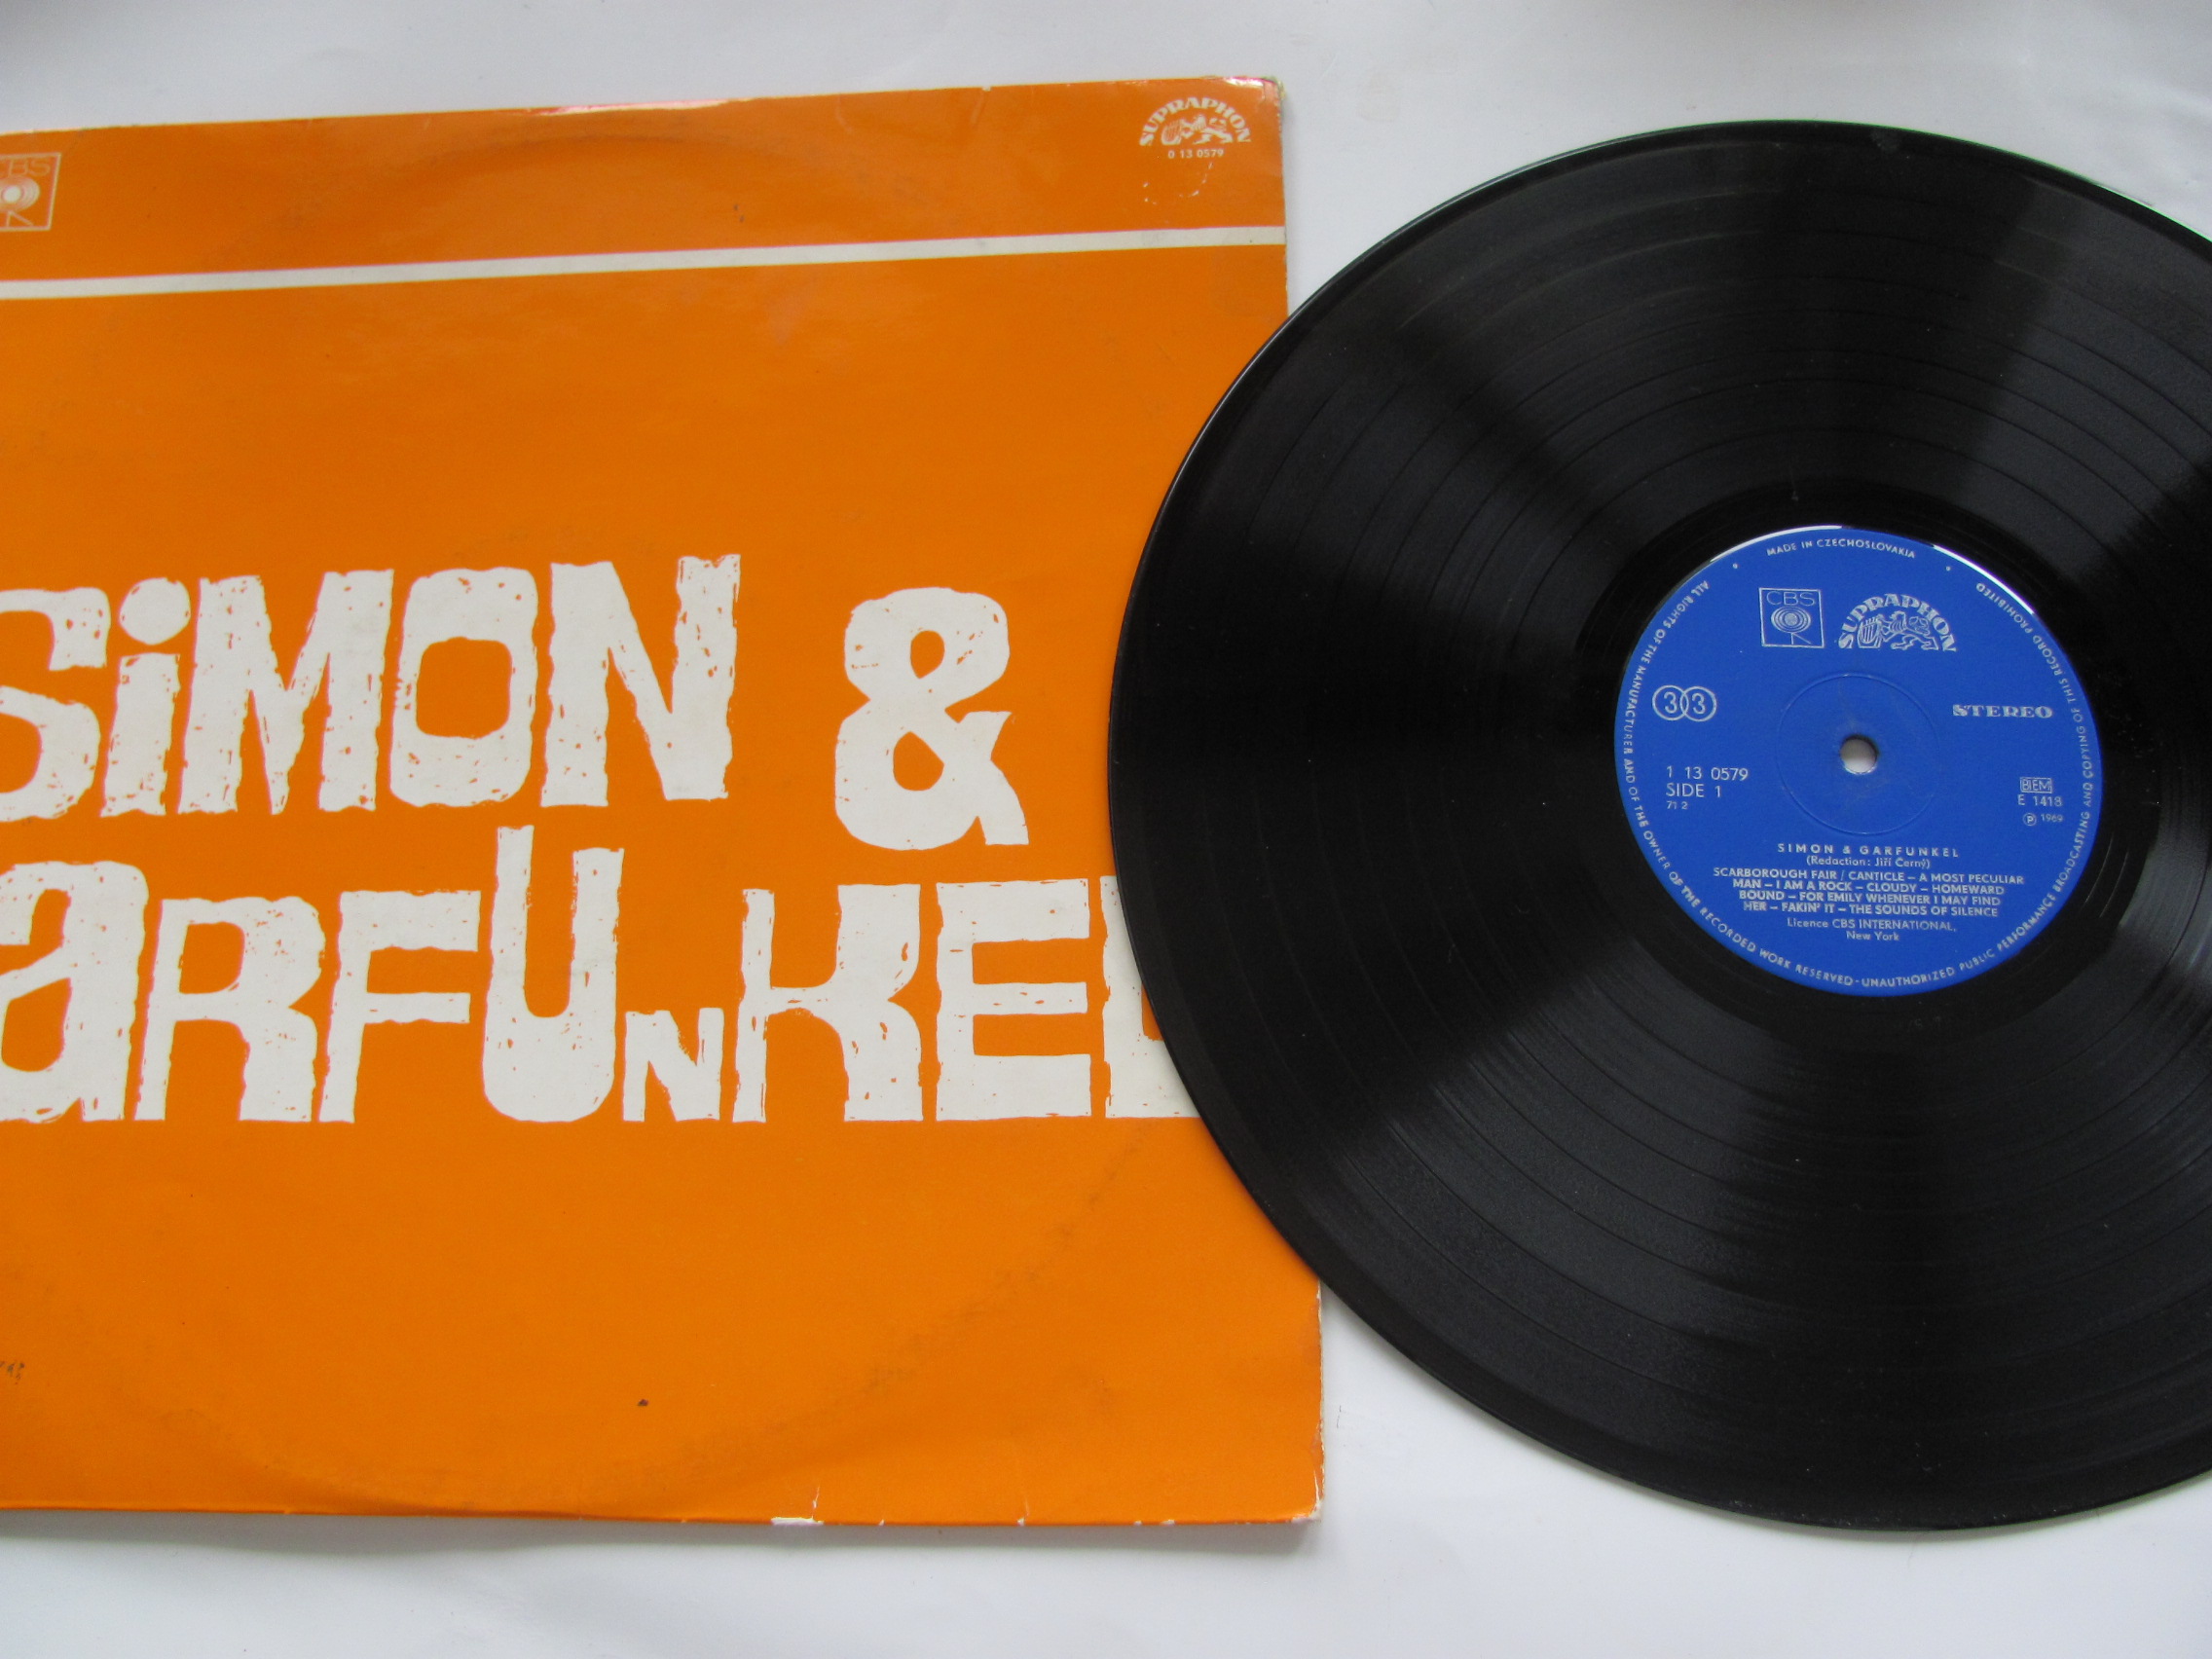 CBS
SUPRAPHON
0 13 0579
SiMON &
aRFUNKEL
MADE IN CZECHOSLOVAKIA
ALL RIGHTS OF THE MANUFACTURER AND OF THE OWNER OF THE RECORDED WORK RESERVED - UNAUTHORIZED PUBLIC PERFORMANCE BROADCASTING AND COPYING OF THIS RECORD PROHIBITED
CBS
SUPRAPHON
33
STEREO
1 13 0579
SIDE 1
71 2
BIEM
E 1418
℗ 1969
SIMON & GARFUNKEL
(Redaction: Jiří Černý)
SCARBOROUGH FAIR / CANTICLE – A MOST PECULIAR
MAN – I AM A ROCK – CLOUDY – HOMEWARD
BOUND – FOR EMILY WHENEVER I MAY FIND
HER – FAKIN' IT – THE SOUNDS OF SILENCE
Licence CBS INTERNATIONAL,
New York